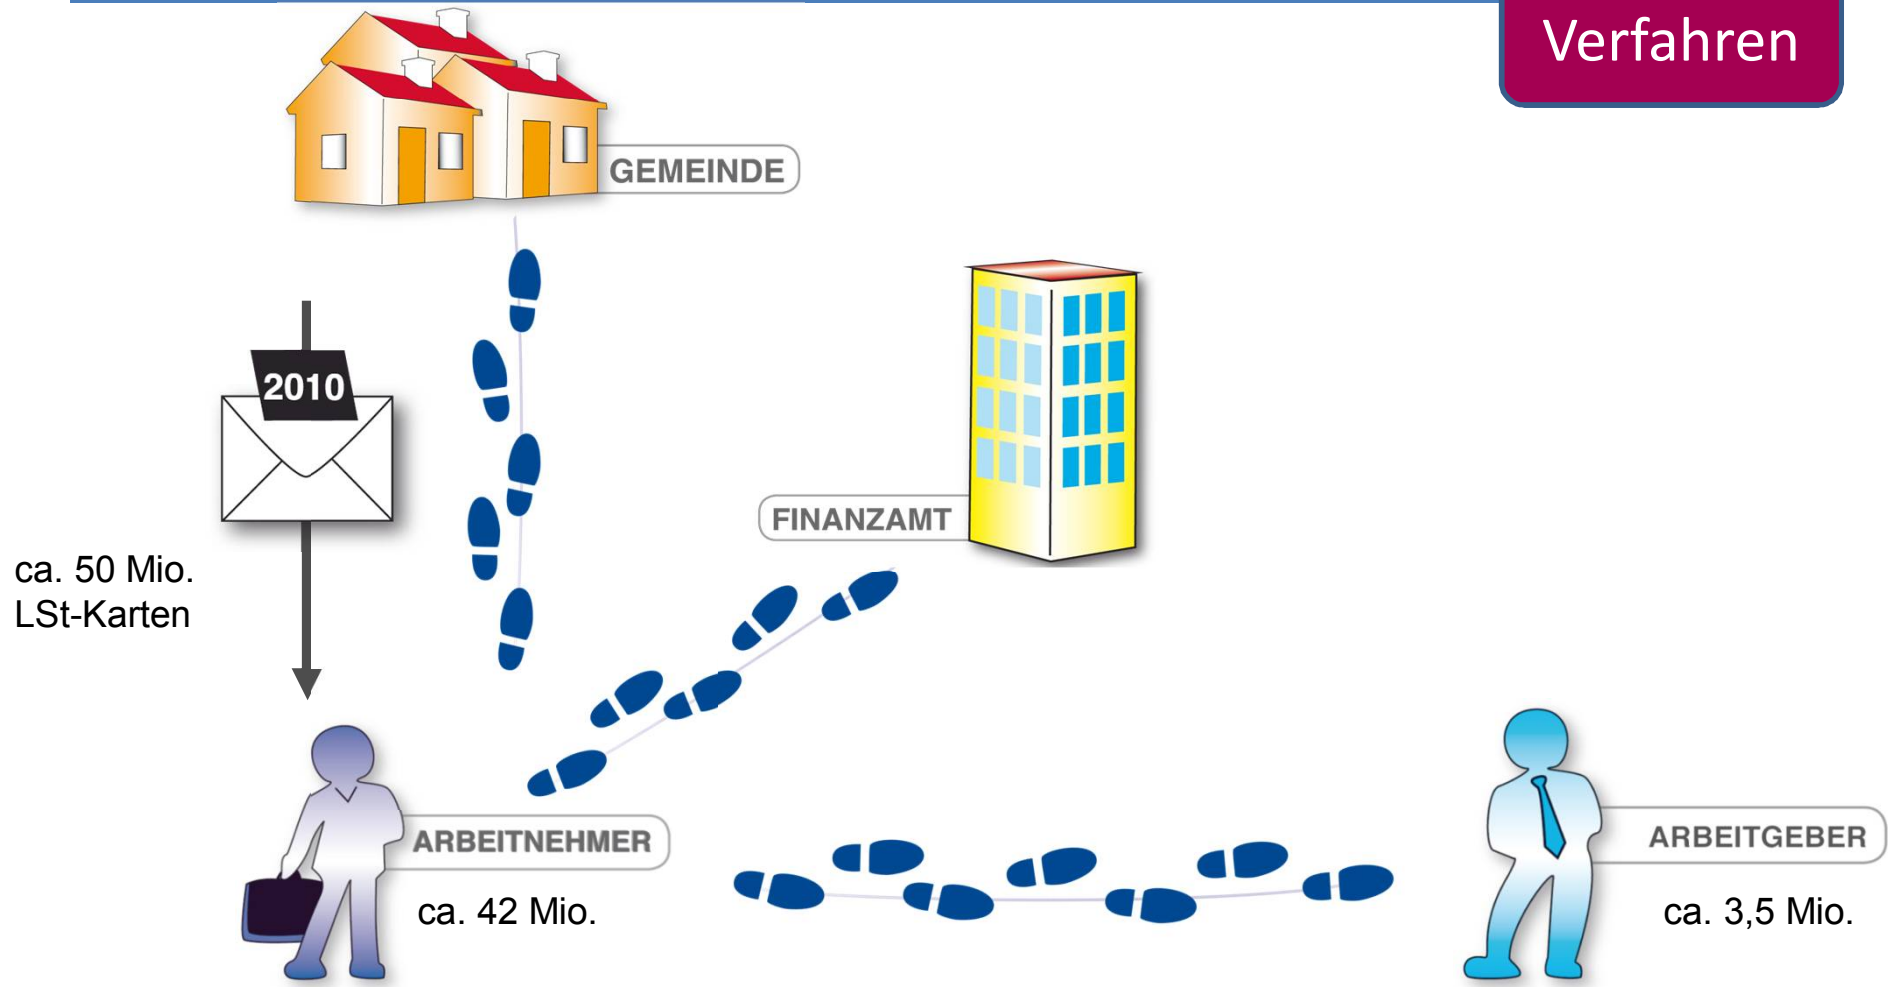 Verfahren
GEMEINDE
2010
FINANZAMT
ca. 50 Mio.
LSt-Karten
ARBEITNEHMER
ca. 42 Mio.
ARBEITGEBER
ca. 3,5 Mio.